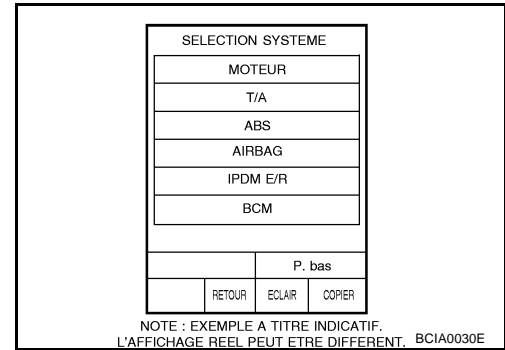 SELECTION SYSTEME
MOTEUR
T/A
ABS
AIRBAG
IPDM E/R
BCM
P. bas
RETOUR ECLAIR COPIER
NOTE : EXEMPLE A TITRE INDICATIF.
L'AFFICHAGE REEL PEUT ETRE DIFFERENT. BCIA0030E